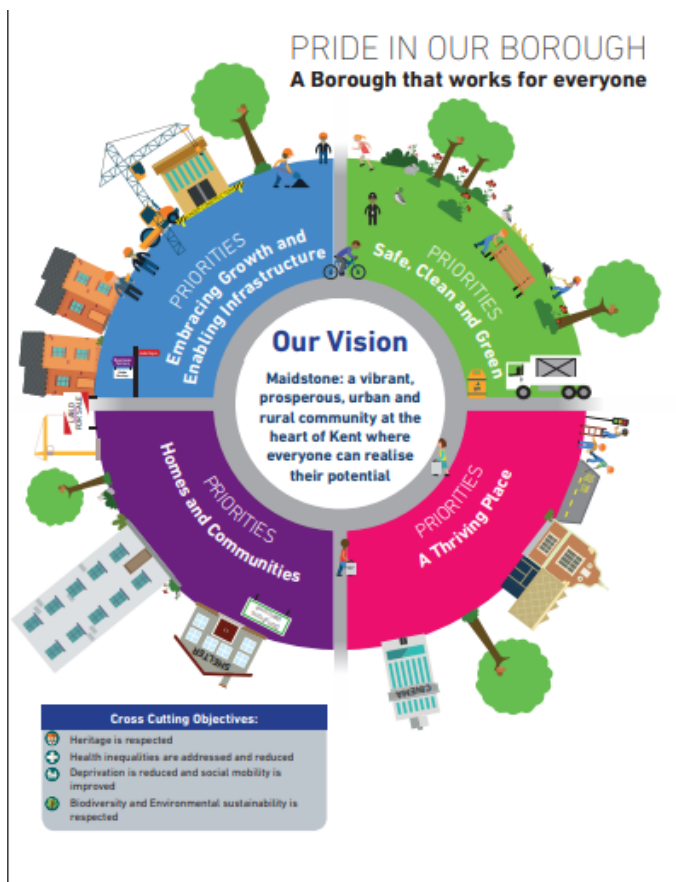 PRIDE IN OUR BOROUGH
A Borough that works for everyone
PRIORITIES
Embracing Growth and
Enabling Infrastructure
PRIORITIES
Safe, Clean and Green
Our Vision
Maidstone: a vibrant,
prosperous, urban and
rural community at the
heart of Kent where
everyone can realise
their potential
FOR SALE
PRIORITIES
Homes and Communities
PRIORITIES
A Thriving Place
SHELTER
CINEMA
Cross Cutting Objectives:
Heritage is respected
Health inequalities are addressed and reduced
Deprivation is reduced and social mobility is
improved
Biodiversity and Environmental sustainability is
respected